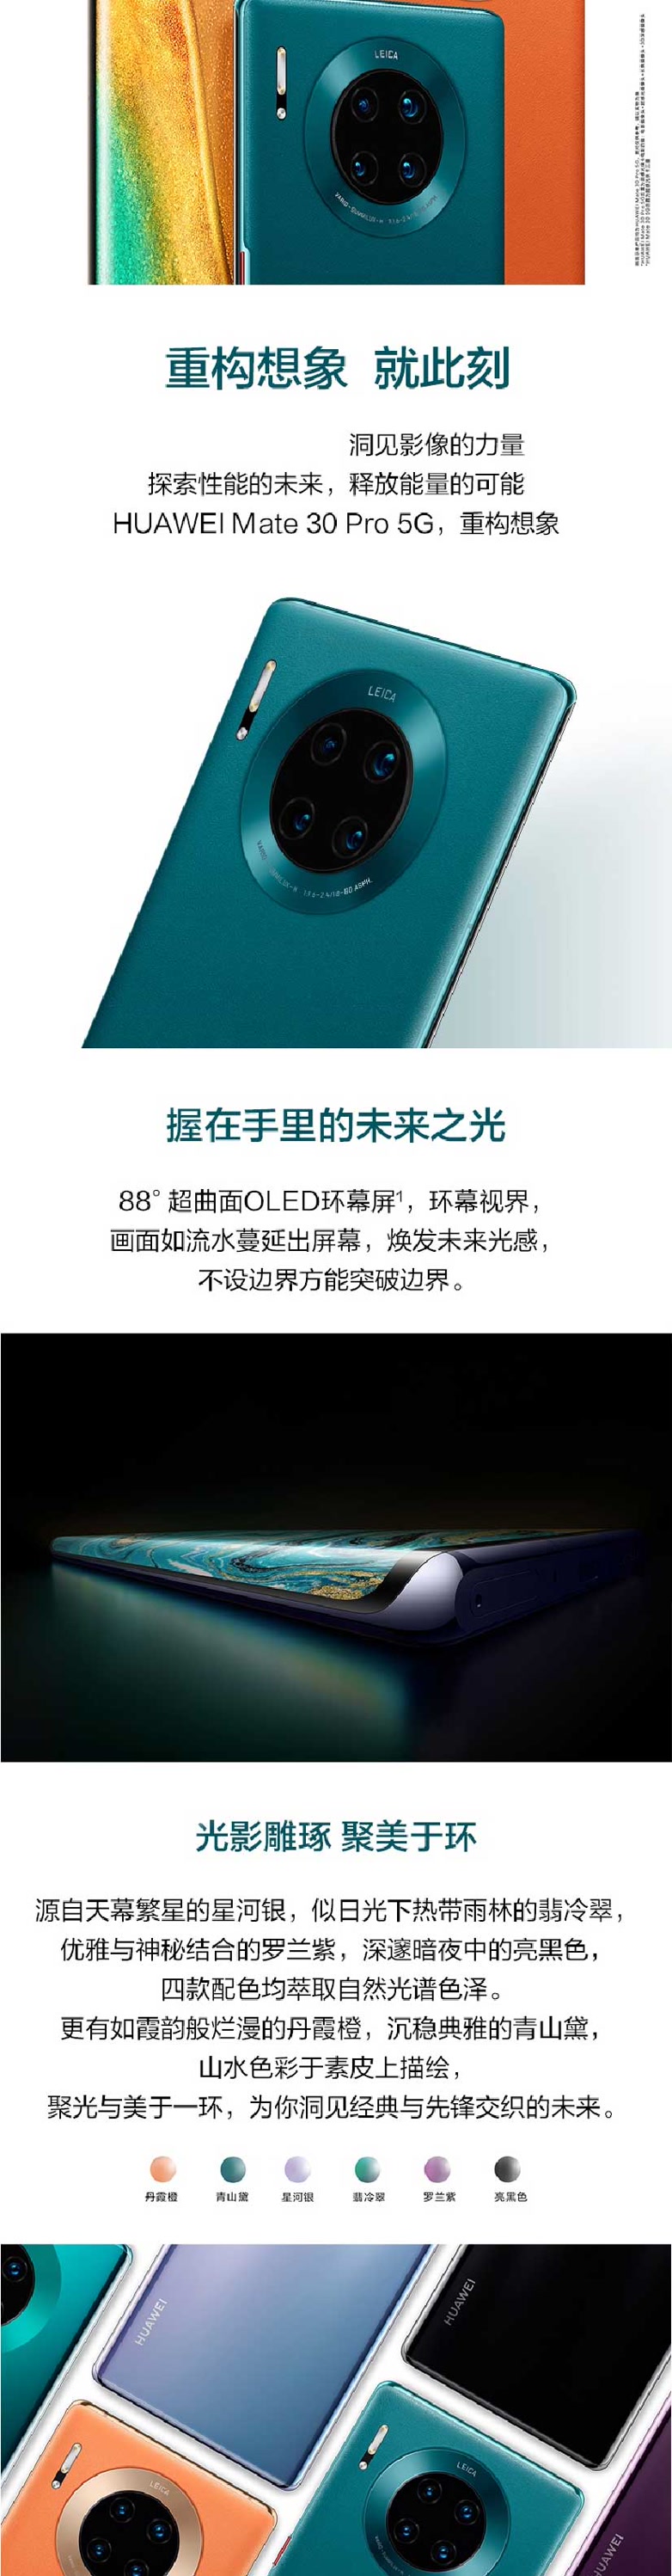 LEICA
重构想象 就此刻
洞见影像的力量
探索性能的未来，释放能量的可能
HUAWEI Mate 30 Pro 5G，重构想象
LEICA
握在手里的未来之光
88° 超曲面OLED环幕屏1，环幕视界，
画面如流水蔓延出屏幕，焕发未来光感，
不设边界方能突破边界。
光影雕琢 聚美于环
源自天幕繁星的星河银，似日光下热带雨林的翡冷翠，
优雅与神秘结合的罗兰紫，深邃暗夜中的亮黑色，
四款配色均萃取自然光谱色泽。
更有如霞韵般烂漫的丹霞橙，沉稳典雅的青山黛，
山水色彩于素皮上描绘，
聚光与美于一环，为你洞见经典与先锋交织的未来。
丹霞橙 青山黛 星河银 翡冷翠 罗兰紫 亮黑色
HUAWEI
HUAWEI
LEICA
LEICA
HUAWEI